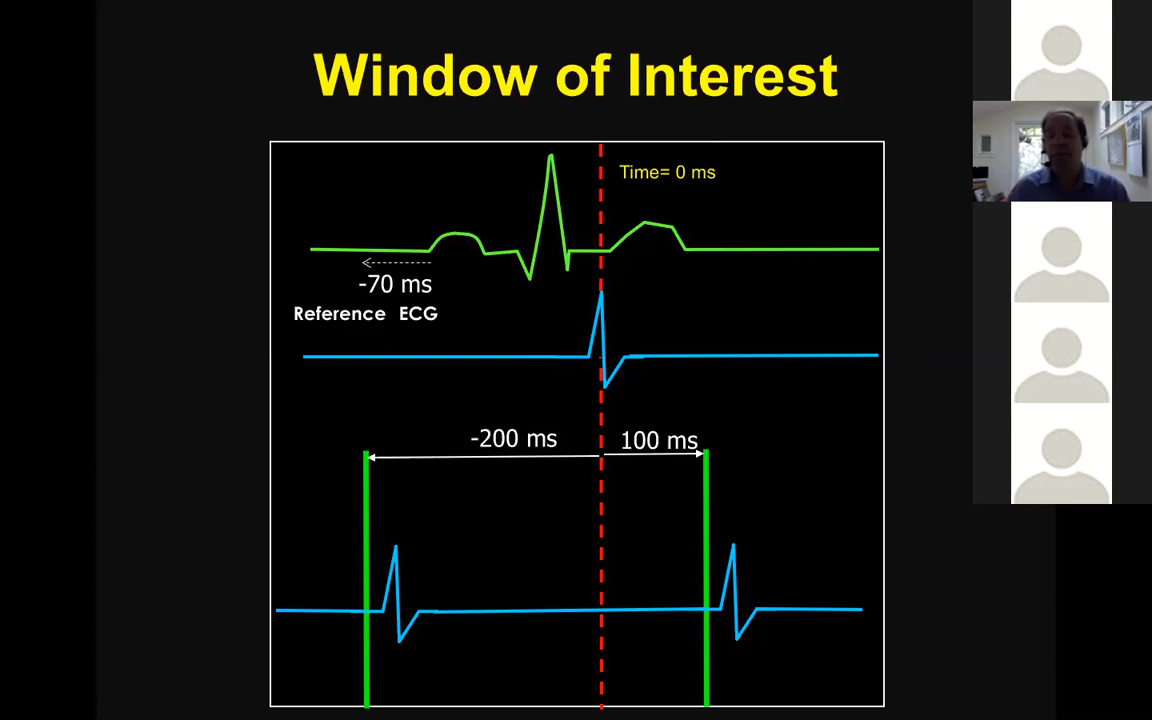 Window of Interest
Time= 0 ms
-70 ms
Reference ECG
-200 ms
100 ms